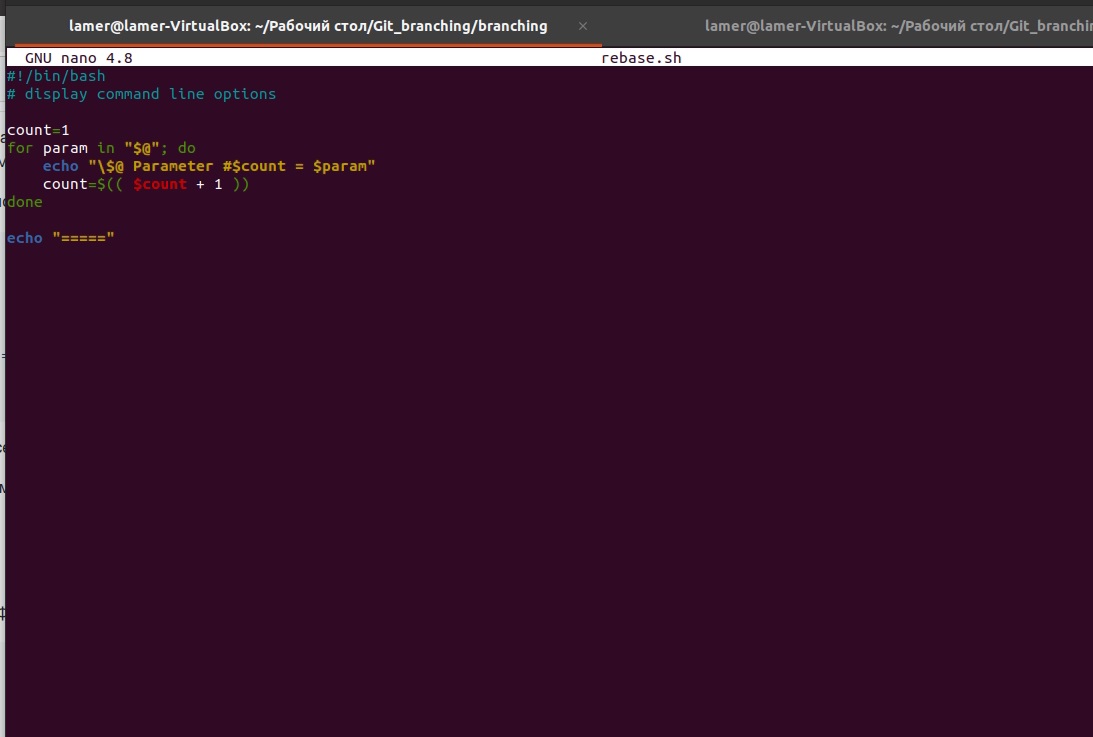 lamer@lamer-VirtualBox: ~/Рабочий стол/Git_branching/branching × lamer@lamer-VirtualBox: ~/Рабочий стол/Git_branchin
GNU nano 4.8 rebase.sh
#!/bin/bash
# display command line options

count=1
for param in "$@"; do
    echo "\$@ Parameter #$count = $param"
    count=$(( $count + 1 ))
done

echo "====="